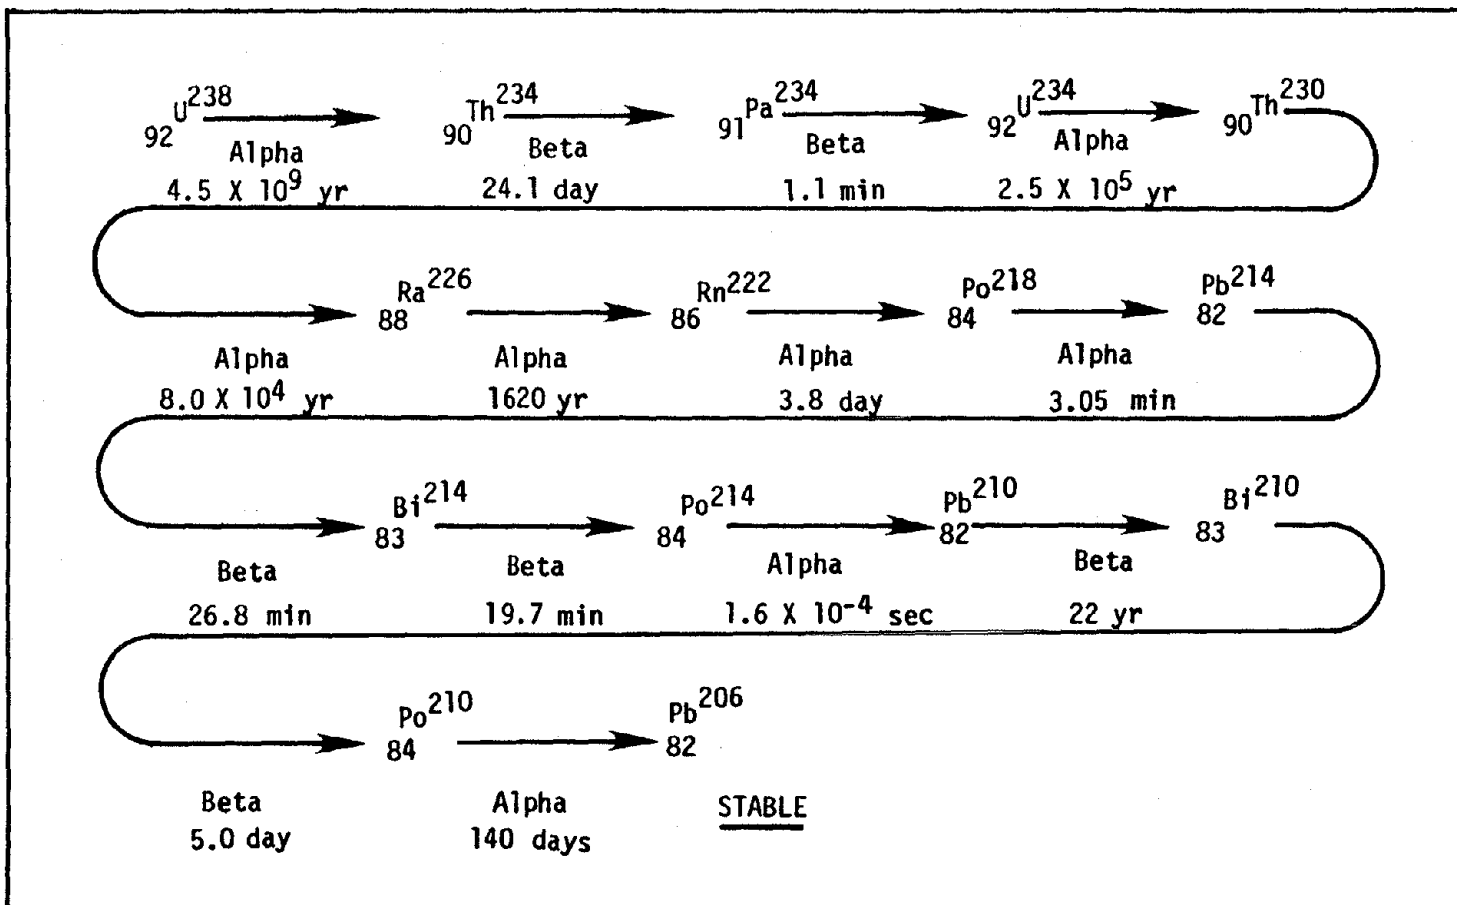 92U238 90Th234 91Pa234 92U234 90Th230
Alpha Beta Beta Alpha
4.5 X 10^9 yr 24.1 day 1.1 min 2.5 X 10^5 yr
88Ra226 86Rn222 84Po218 82Pb214
Alpha Alpha Alpha Alpha
8.0 X 10^4 yr 1620 yr 3.8 day 3.05 min
83Bi214 84Po214 82Pb210 83Bi210
Beta Beta Alpha Beta
26.8 min 19.7 min 1.6 X 10^-4 sec 22 yr
84Po210 82Pb206
Beta Alpha STABLE
5.0 day 140 days